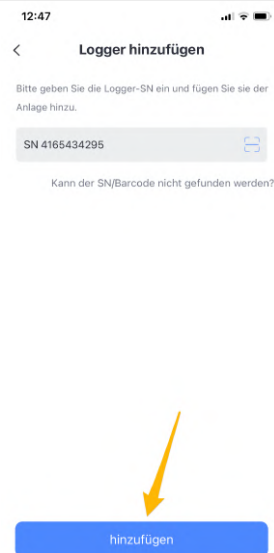 12:47
Logger hinzufügen
Bitte geben Sie die Logger-SN ein und fügen Sie sie der
Anlage hinzu.
SN 4165434295
Kann der SN/Barcode nicht gefunden werden?
hinzufügen